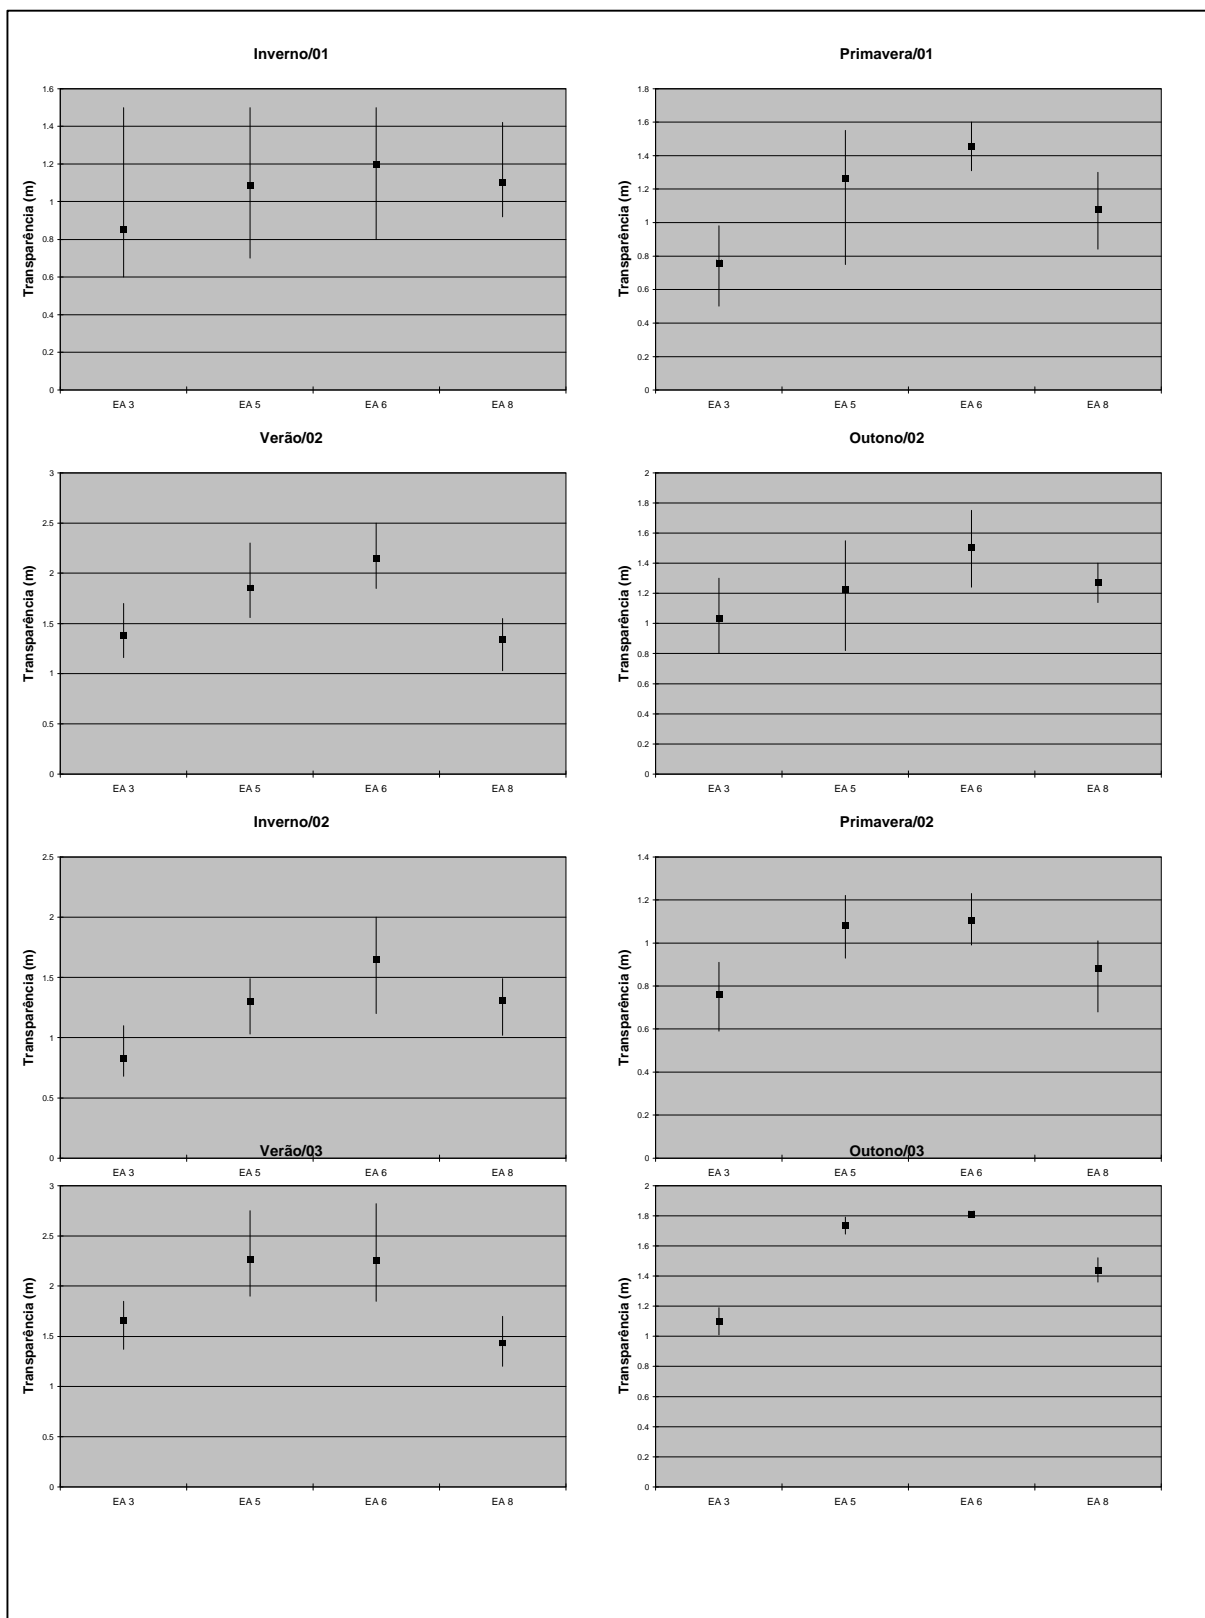 Inverno/01
Transparência (m)
1.6
1.4
1.2
1
0.8
0.6
0.4
0.2
0
EA 3 EA 5 EA 6 EA 8
Primavera/01
Transparência (m)
1.8
1.6
1.4
1.2
1
0.8
0.6
0.4
0.2
0
EA 3 EA 5 EA 6 EA 8
Verão/02
Transparência (m)
3
2.5
2
1.5
1
0.5
0
EA 3 EA 5 EA 6 EA 8
Outono/02
Transparência (m)
2
1.8
1.6
1.4
1.2
1
0.8
0.6
0.4
0.2
0
EA 3 EA 5 EA 6 EA 8
Inverno/02
Transparência (m)
2.5
2
1.5
1
0.5
0
EA 3 EA 5 EA 6 EA 8
Primavera/02
Transparência (m)
1.4
1.2
1
0.8
0.6
0.4
0.2
0
EA 3 EA 5 EA 6 EA 8
Verão/03
Transparência (m)
3
2.5
2
1.5
1
0.5
0
EA 3 EA 5 EA 6 EA 8
Outono/03
Transparência (m)
2
1.8
1.6
1.4
1.2
1
0.8
0.6
0.4
0.2
0
EA 3 EA 5 EA 6 EA 8